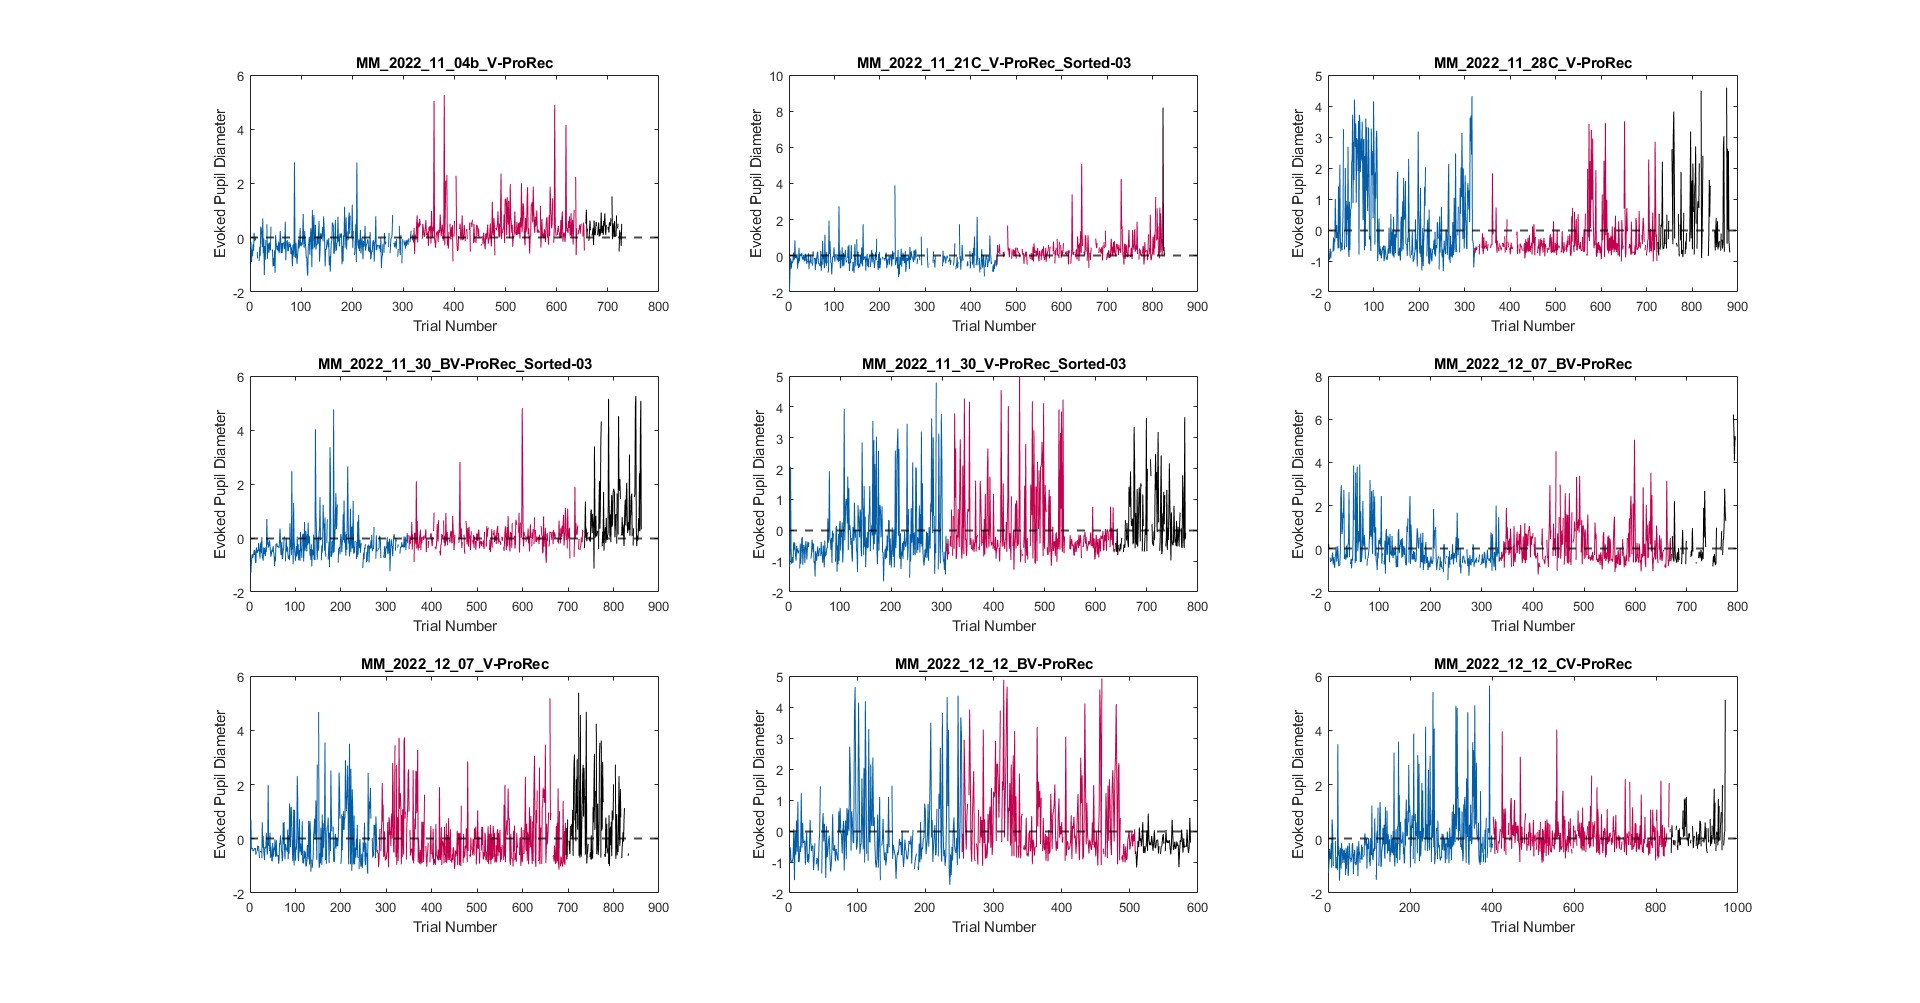 MM_2022_11_04b_V-ProRec
Evoked Pupil Diameter
6
4
2
0
-2
0 100 200 300 400 500 600 700 800
Trial Number
MM_2022_11_21C_V-ProRec_Sorted-03
Evoked Pupil Diameter
10
8
6
4
2
0
-2
0 100 200 300 400 500 600 700 800 900
Trial Number
MM_2022_11_28C_V-ProRec
Evoked Pupil Diameter
5
4
3
2
1
0
-1
-2
0 100 200 300 400 500 600 700 800 900
Trial Number
MM_2022_11_30_BV-ProRec_Sorted-03
Evoked Pupil Diameter
6
4
2
0
-2
0 100 200 300 400 500 600 700 800 900
Trial Number
MM_2022_11_30_V-ProRec_Sorted-03
Evoked Pupil Diameter
5
4
3
2
1
0
-1
-2
0 100 200 300 400 500 600 700 800
Trial Number
MM_2022_12_07_BV-ProRec
Evoked Pupil Diameter
8
6
4
2
0
-2
0 100 200 300 400 500 600 700 800
Trial Number
MM_2022_12_07_V-ProRec
Evoked Pupil Diameter
6
4
2
0
-2
0 100 200 300 400 500 600 700 800 900
Trial Number
MM_2022_12_12_BV-ProRec
Evoked Pupil Diameter
5
4
3
2
1
0
-1
-2
0 100 200 300 400 500 600
Trial Number
MM_2022_12_12_CV-ProRec
Evoked Pupil Diameter
6
4
2
0
-2
0 200 400 600 800 1000
Trial Number